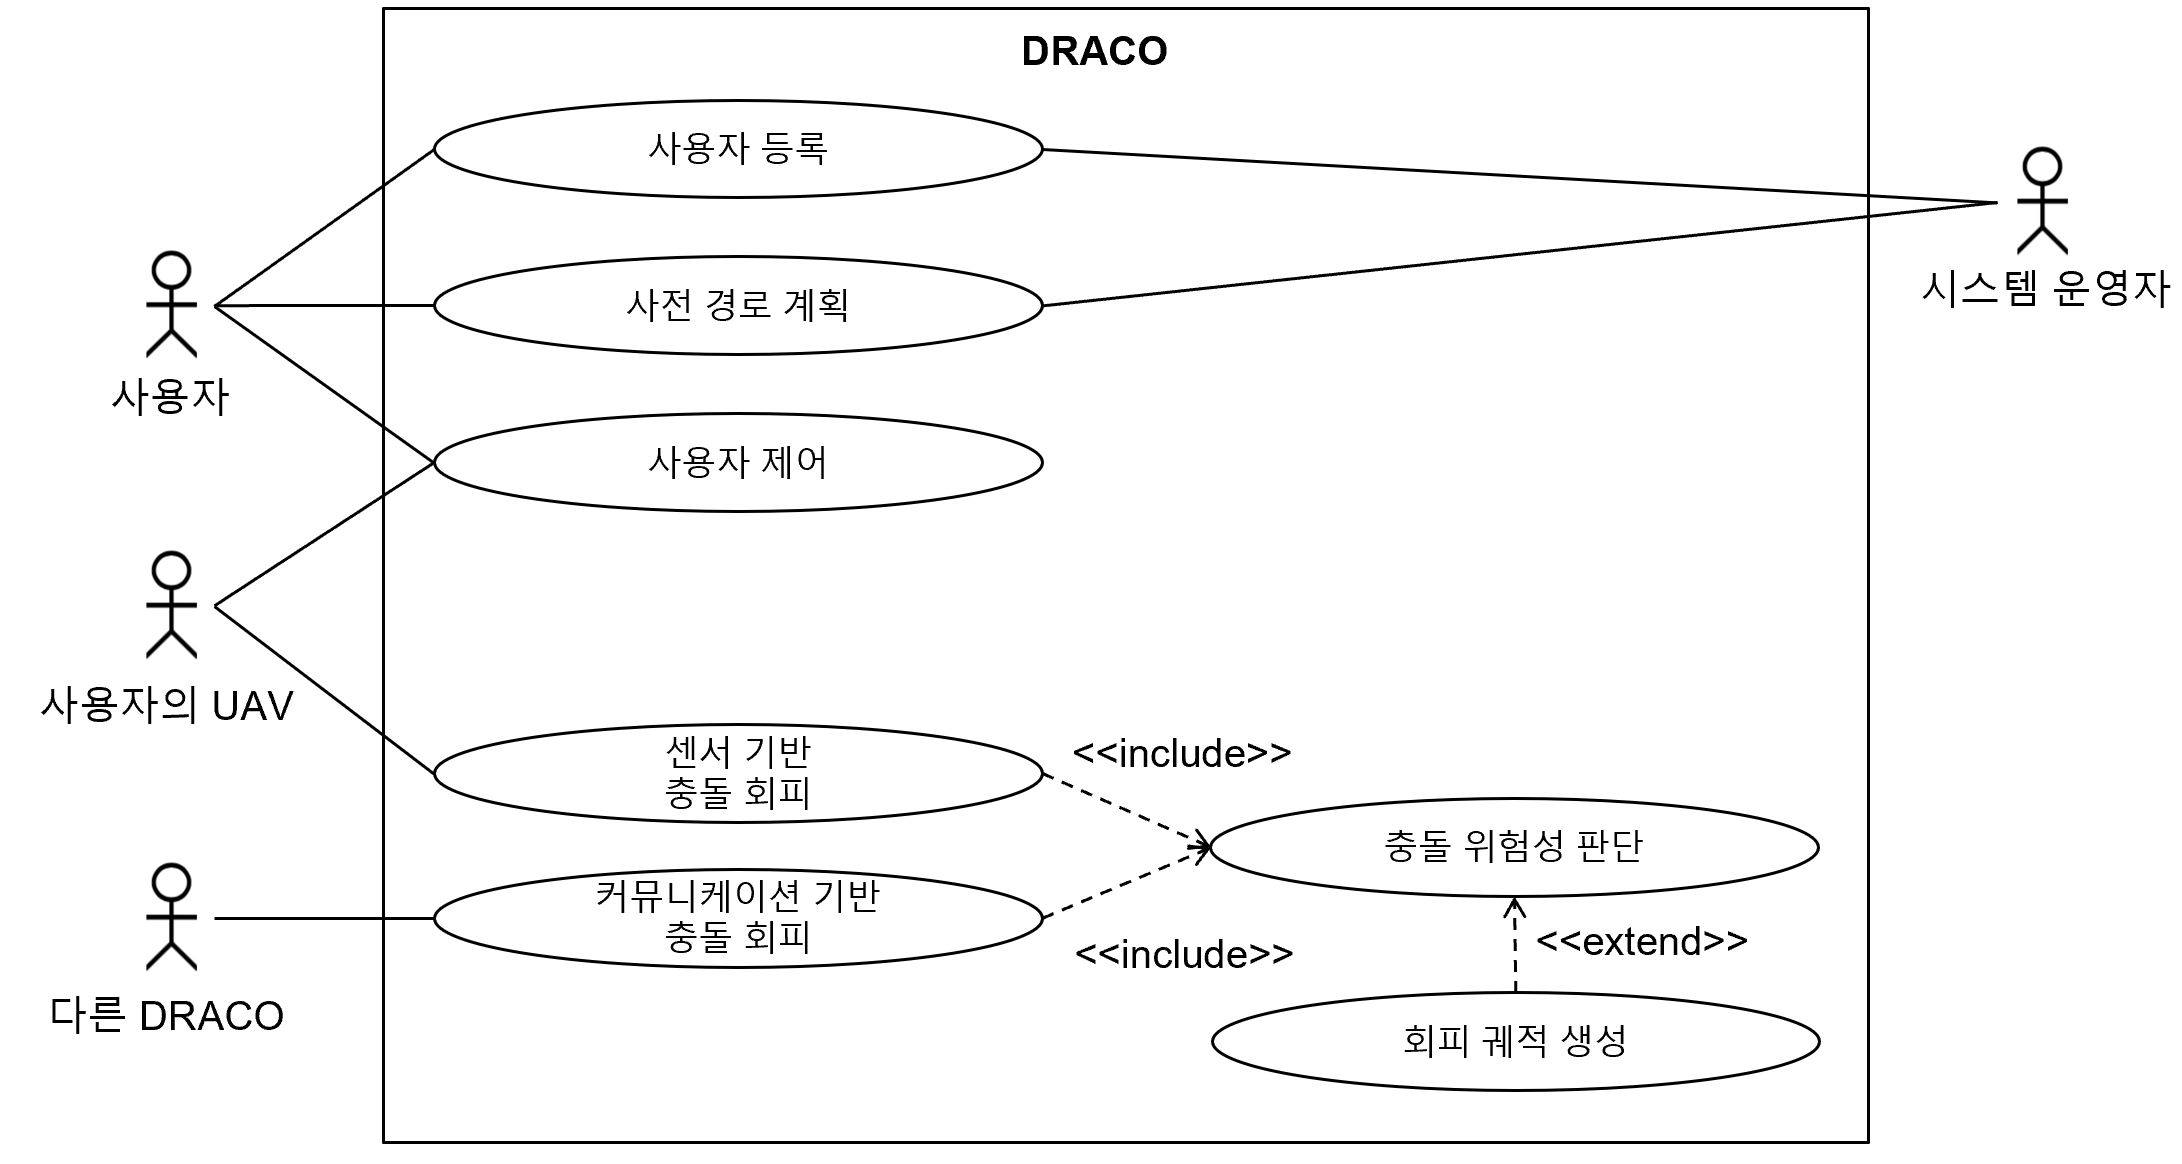 DRACO
사용자 등록
시스템 운영자
사전 경로 계획
사용자
사용자 제어
사용자의 UAV
센서 기반
충돌 회피
<<include>>
충돌 위험성 판단
커뮤니케이션 기반
충돌 회피
<<include>>
<<extend>>
다른 DRACO
회피 궤적 생성